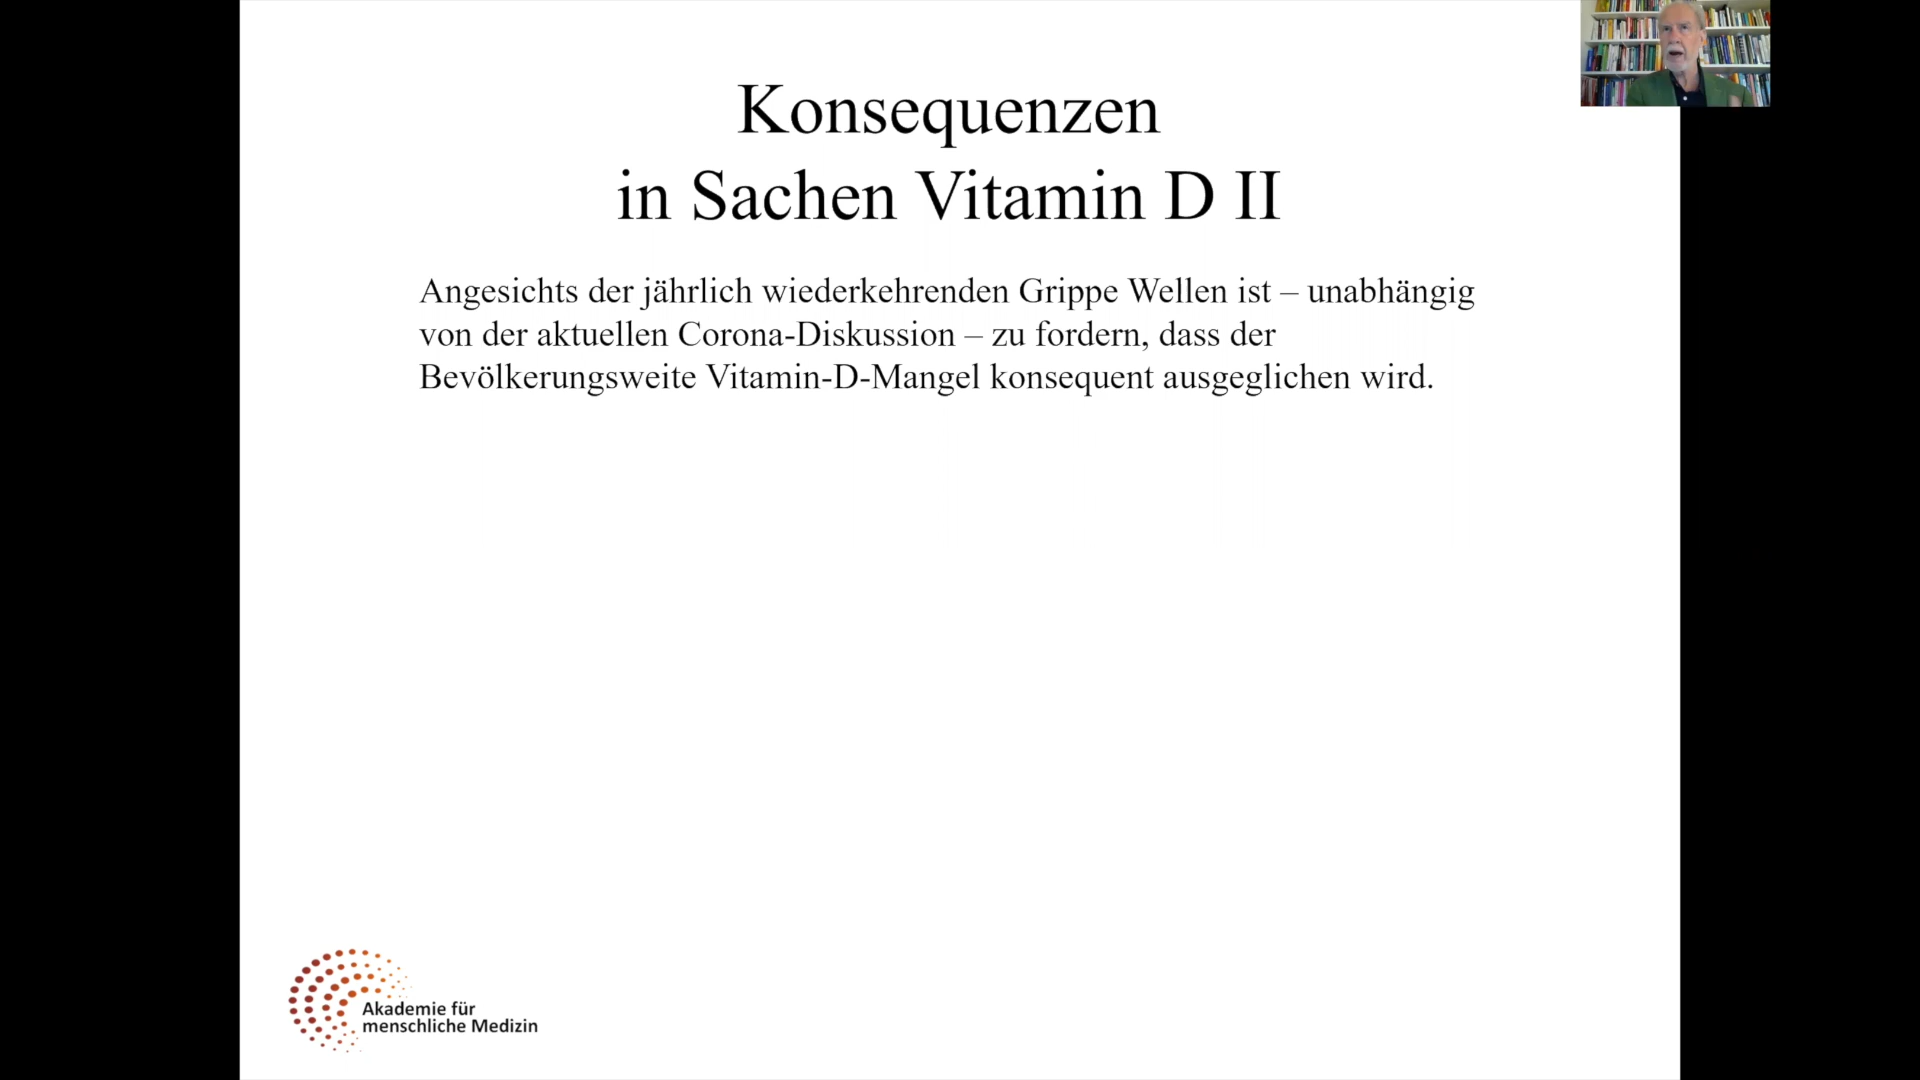 Konsequenzen
in Sachen Vitamin D II
Angesichts der jährlich wiederkehrenden Grippe Wellen ist – unabhängig
von der aktuellen Corona-Diskussion – zu fordern, dass der
Bevölkerungsweite Vitamin-D-Mangel konsequent ausgeglichen wird.
Akademie für
menschliche Medizin